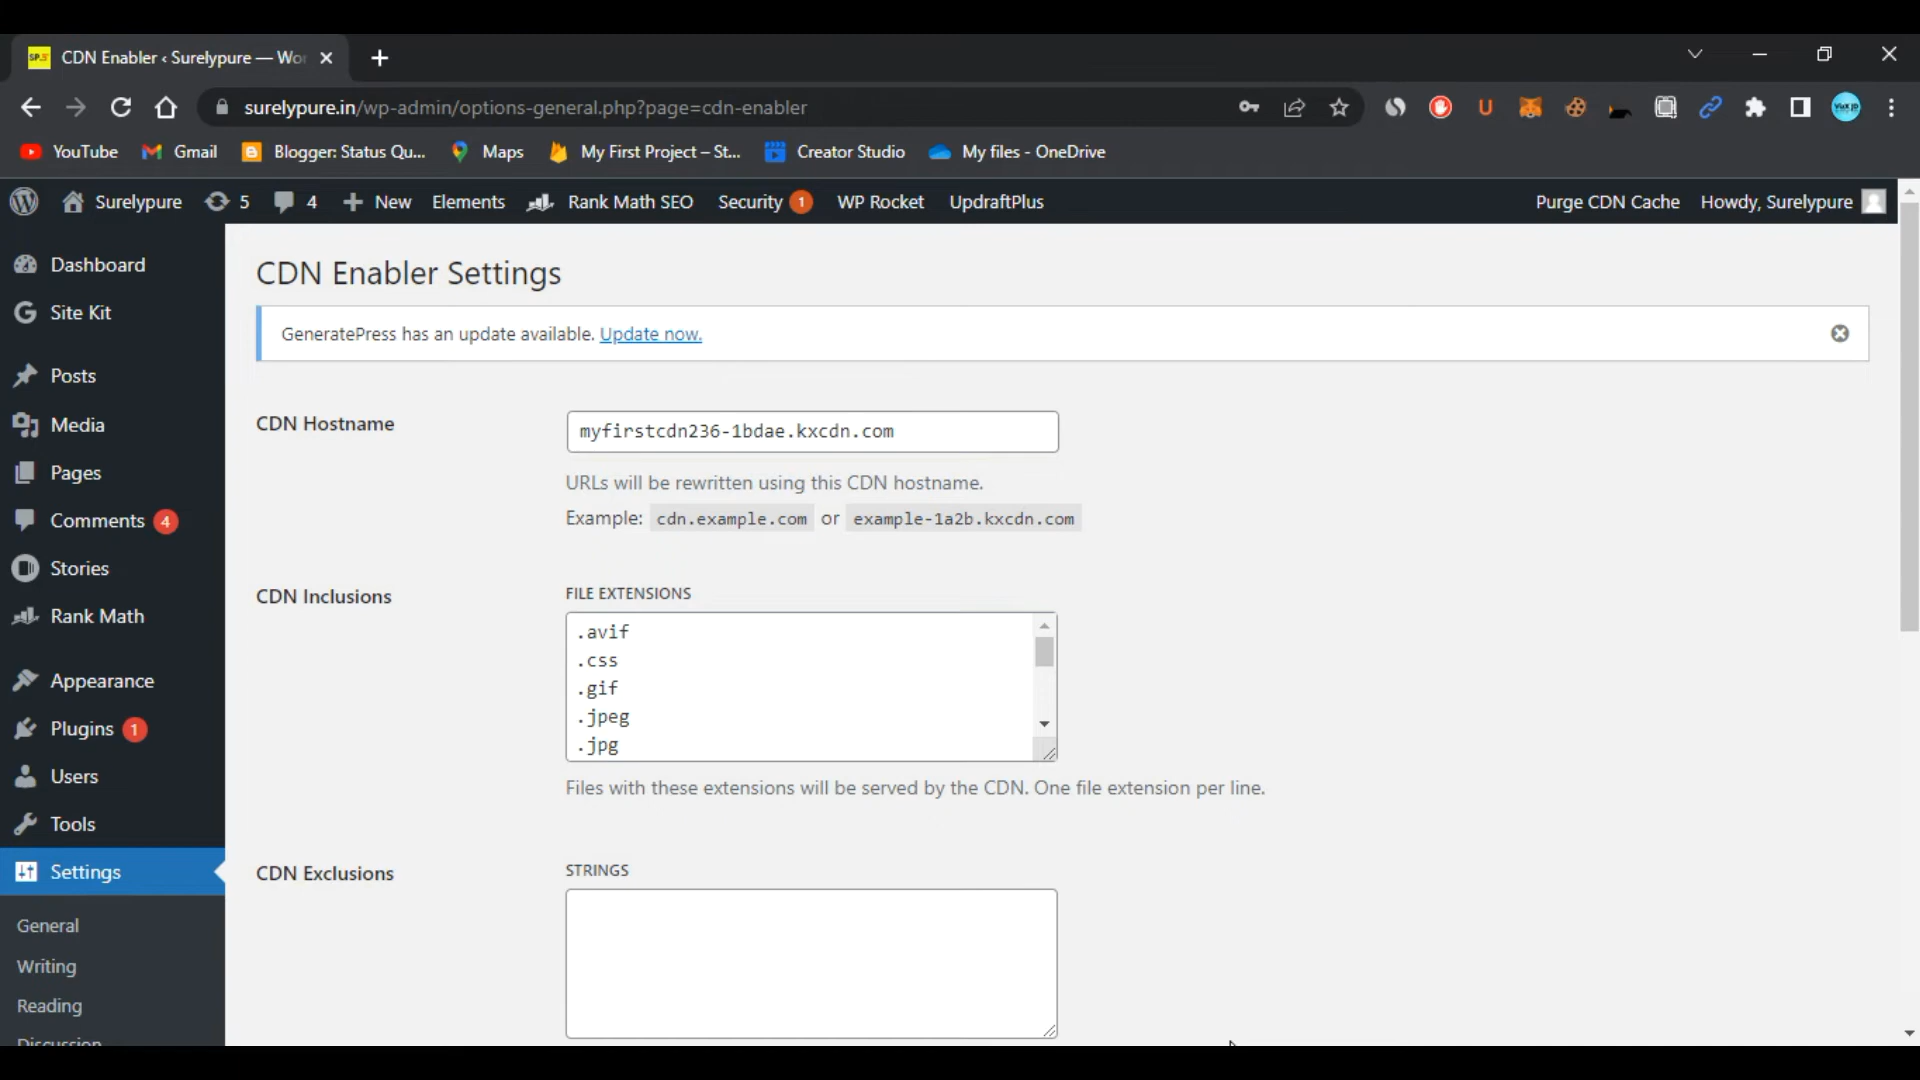 CDN Enabler ‹ Surelypure — Wor
surelypure.in/wp-admin/options-general.php?page=cdn-enabler
YouTube Gmail Blogger: Status Qu... Maps My First Project – St... Creator Studio My files - OneDrive
Surelypure 5 4 New Elements Rank Math SEO Security 1 WP Rocket UpdraftPlus Purge CDN Cache Howdy, Surelypure
Dashboard
Site Kit
Posts
Media
Pages
Comments 4
Stories
Rank Math
Appearance
Plugins 1
Users
Tools
Settings
General
Writing
Reading
Discussion
CDN Enabler Settings
GeneratePress has an update available. Update now.
CDN Hostname
myfirstcdn236-1bdae.kxcdn.com
URLs will be rewritten using this CDN hostname.
Example: cdn.example.com or example-1a2b.kxcdn.com
CDN Inclusions
FILE EXTENSIONS
.avif
.css
.gif
.jpeg
.jpg
Files with these extensions will be served by the CDN. One file extension per line.
CDN Exclusions
STRINGS